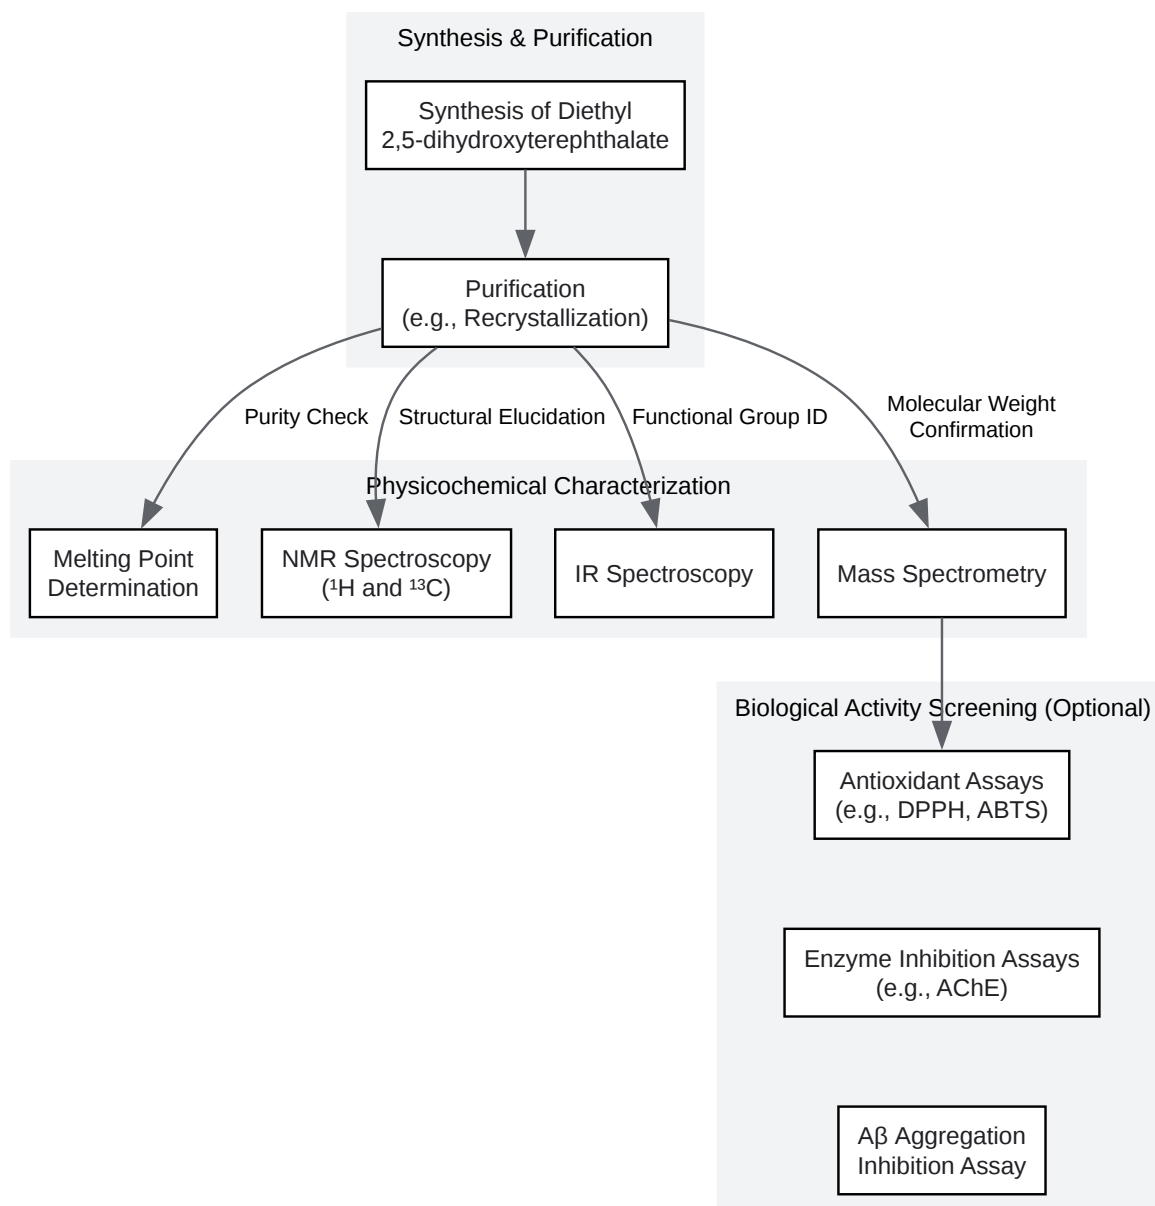 Synthesis & Purification
Synthesis of Diethyl
2,5-dihydroxyterephthalate
Purification
(e.g., Recrystallization)
Purity Check
Structural Elucidation
Functional Group ID
Molecular Weight
Confirmation
Physicochemical Characterization
Melting Point
Determination
NMR Spectroscopy
(¹H and ¹³C)
IR Spectroscopy
Mass Spectrometry
Biological Activity Screening (Optional)
Antioxidant Assays
(e.g., DPPH, ABTS)
Enzyme Inhibition Assays
(e.g., AChE)
Aβ Aggregation
Inhibition Assay